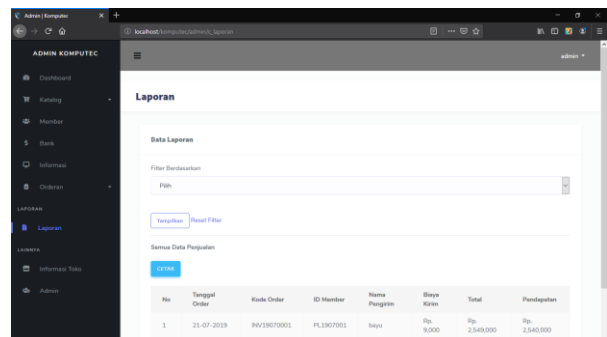 Admin | Komputec
localhost/komputec/admin/c_laporan
ADMIN KOMPUTEC
admin
Dashboard
Katalog
Member
Bank
Informasi
Orderan
LAPORAN
Laporan
LAINNYA
Informasi Toko
Admin
Laporan
Data Laporan
Filter Berdasarkan
Pilih
Tampilkan Reset Filter
Semua Data Penjualan
CETAK
No Tanggal Order Kode Order ID Member Nama Pengirim Biaya Kirim Total Pendapatan
1 21-07-2019 INV19070001 PL1907001 bayu Rp. 9,000 Rp. 2,549,000 Rp. 2,540,000